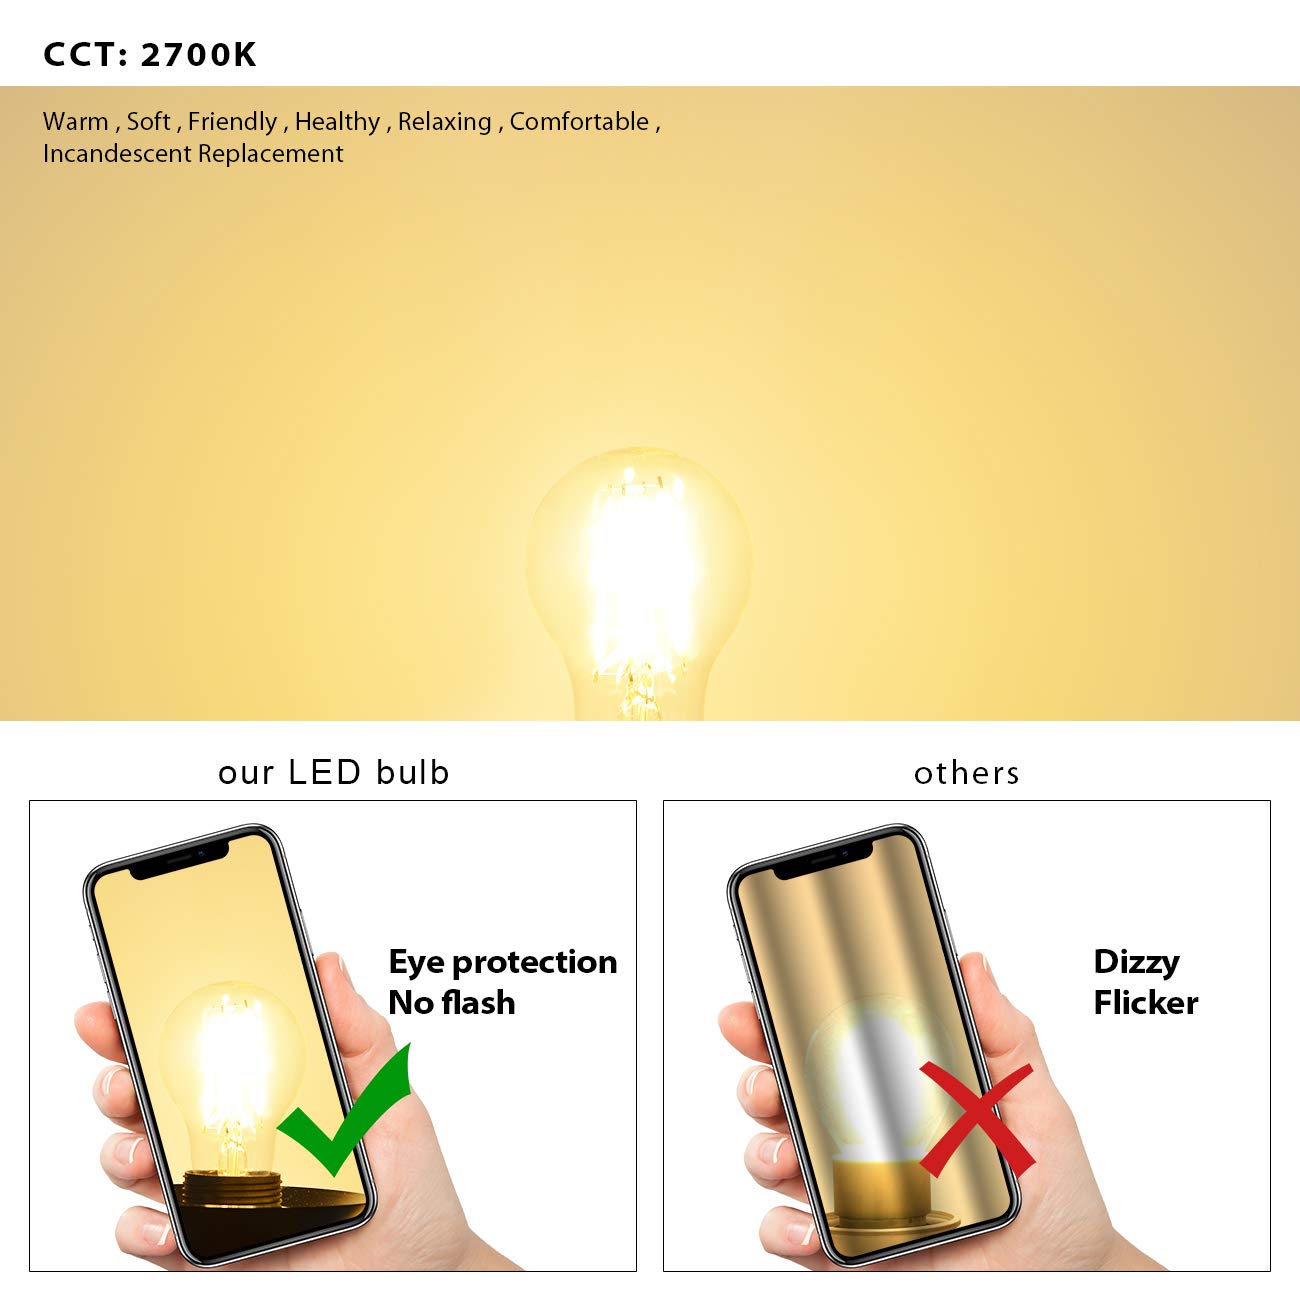 CCT: 2700K
Warm , Soft , Friendly , Healthy , Relaxing , Comfortable ,
Incandescent Replacement
our LED bulb
others
Eye protection
No flash
Dizzy
Flicker